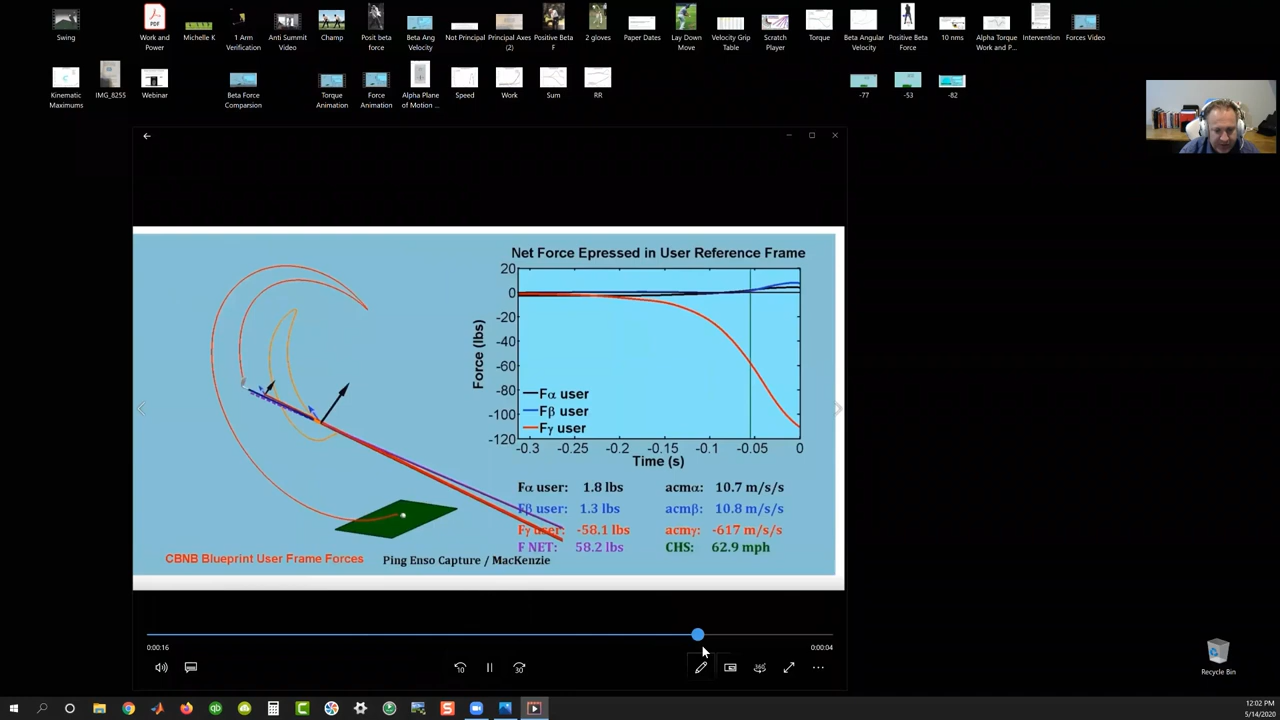 Swing
Work and
Power
Michelle K
1 Arm
Verification
Anti Summit
Video
Champ
Posit beta
force
Beta Ang
Velocity
Not Principal
Principal Axes
(2)
Positive Beta
F
2 gloves
Paper Dates
Lay Down
Move
Velocity Grip
Table
Scratch
Player
Torque
Beta Angular
Velocity
Positive Beta
Force
10 nms
Alpha Torque
Work and P...
Intervention
Forces Video
Kinematic
Maximums
IMG_8255
Webinar
Beta Force
Comparsion
Torque
Animation
Force
Animation
Alpha Plane
of Motion ...
Speed
Work
Sum
RR
-77
-53
-82
Net Force Epressed in User Reference Frame
20
0
-20
-40
-60
-80
-100
-120
Force (lbs)
Fα user
Fβ user
Fγ user
-0.3 -0.25 -0.2 -0.15 -0.1 -0.05 0
Time (s)
Fα user: 1.8 lbs acmα: 10.7 m/s/s
Fβ user: 1.3 lbs acmβ: 10.8 m/s/s
Fγ user: -58.1 lbs acmγ: -617 m/s/s
F NET: 58.2 lbs CHS: 62.9 mph
CBNB Blueprint User Frame Forces
Ping Enso Capture / MacKenzie
0:00:16
0:00:04
10
30
Recycle Bin
12:02 PM
5/14/2020